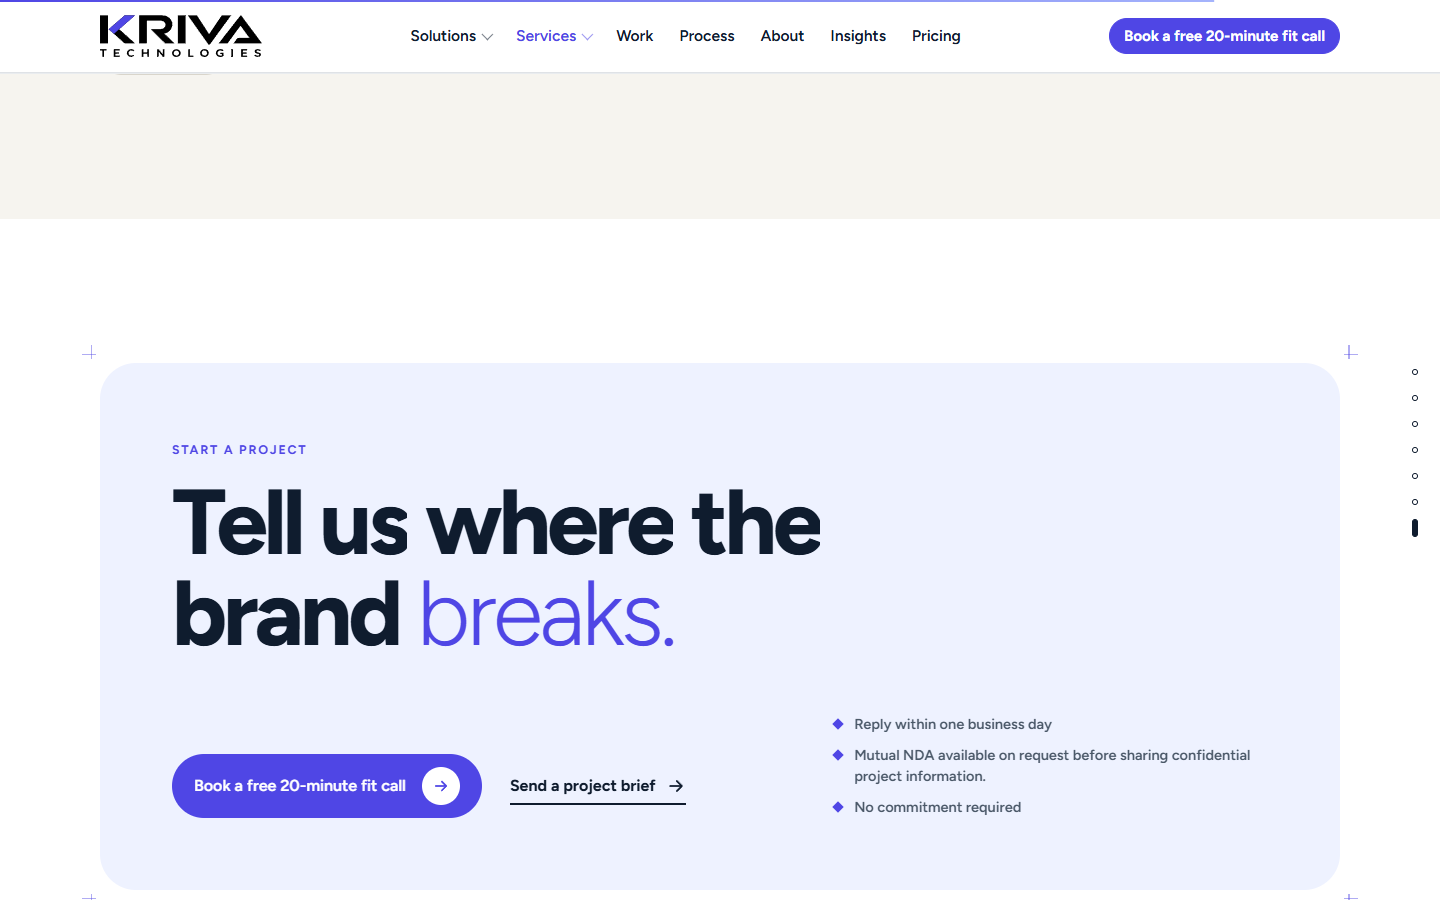 KRIVA
TECHNOLOGIES
Solutions
Services
Work
Process
About
Insights
Pricing
Book a free 20-minute fit call
START A PROJECT
Tell us where the
brand breaks.
Book a free 20-minute fit call
Send a project brief
Reply within one business day
Mutual NDA available on request before sharing confidential
project information.
No commitment required